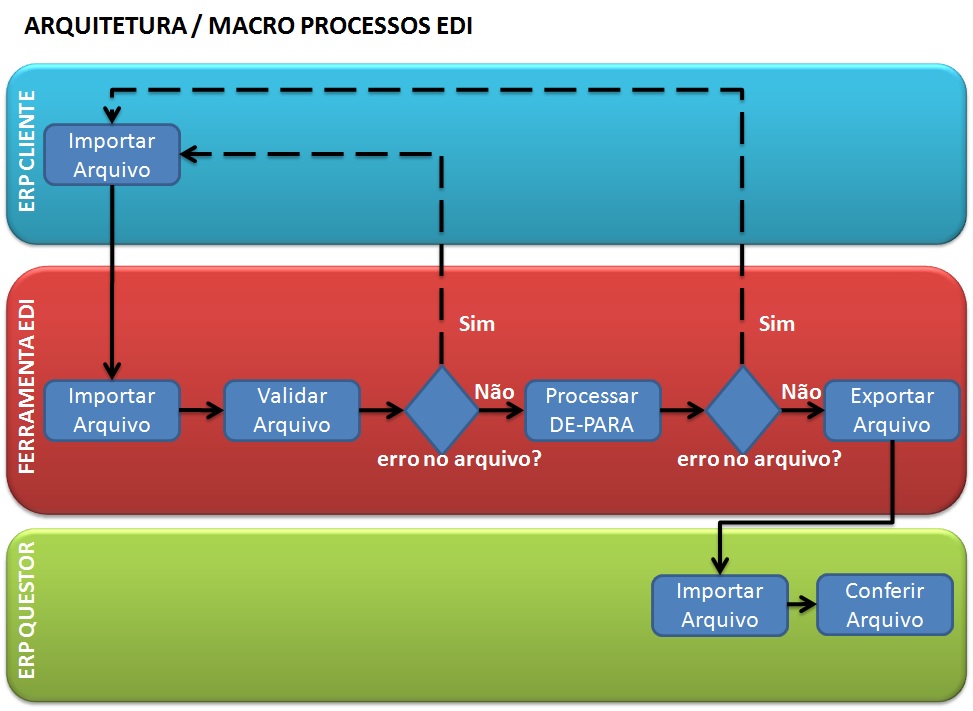 ARQUITETURA / MACRO PROCESSOS EDI
ERP CLIENTE
Importar
Arquivo
FERRAMENTA EDI
Sim
Sim
Importar
Arquivo
Validar
Arquivo
Não
erro no arquivo?
Processar
DE-PARA
Não
erro no arquivo?
Exportar
Arquivo
ERP QUESTOR
Importar
Arquivo
Conferir
Arquivo